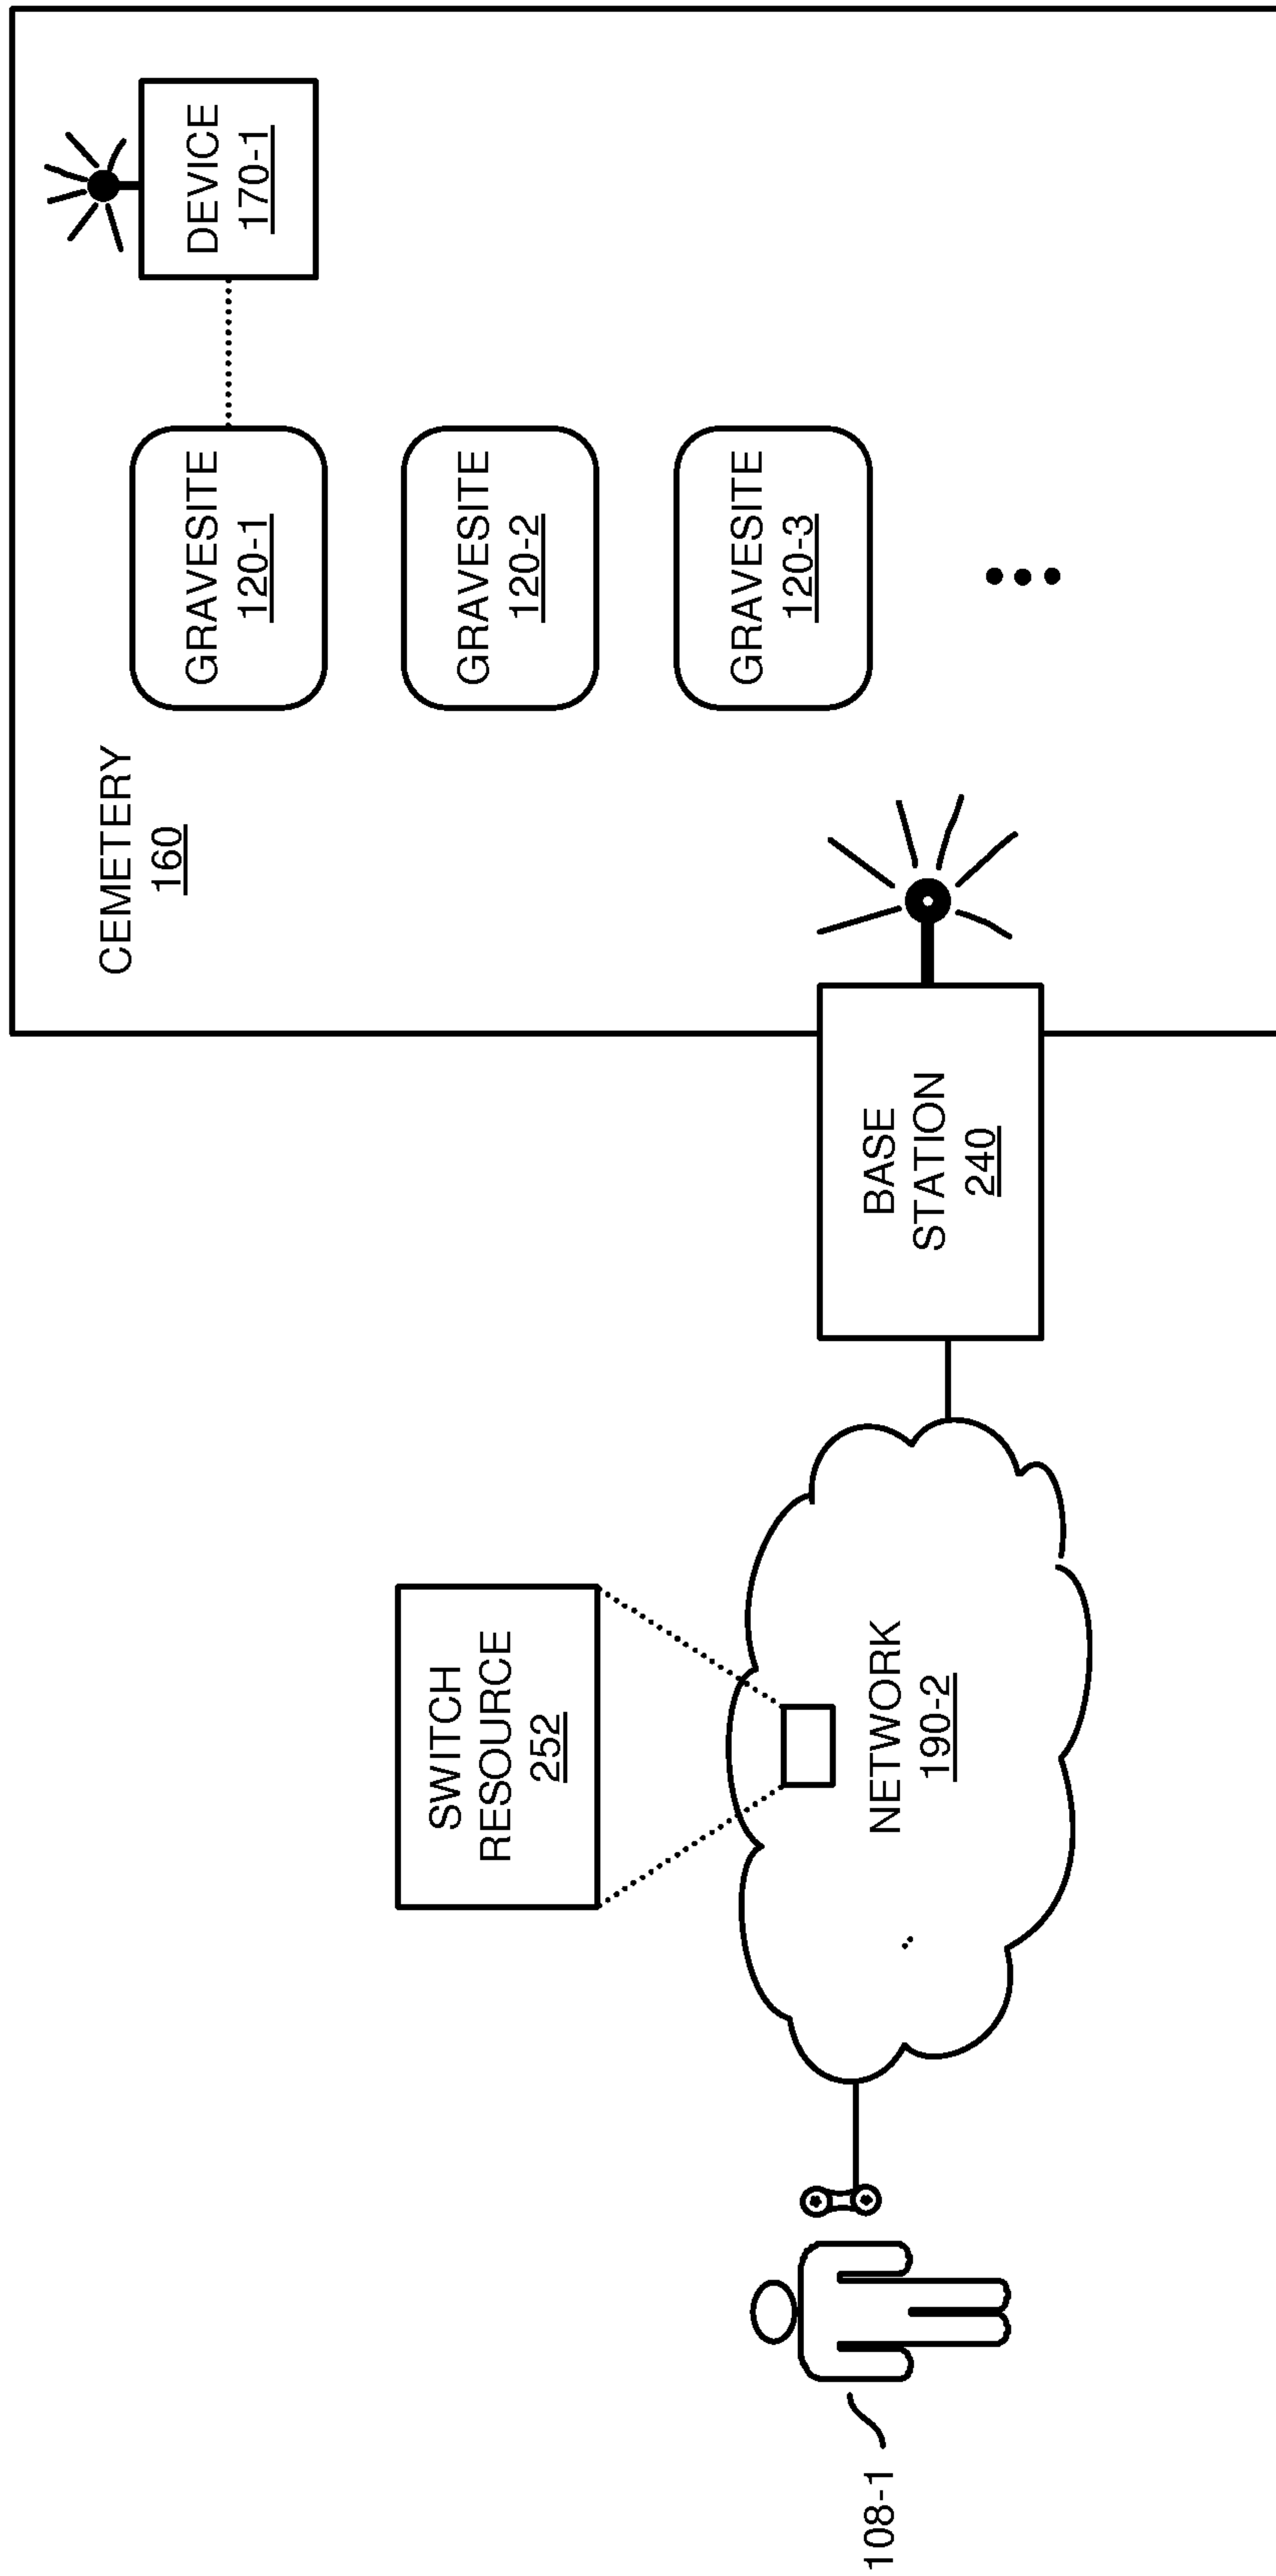 CEMETERY
160
GRAVESITE
120-1
DEVICE
170-1
GRAVESITE
120-2
GRAVESITE
120-3
SWITCH
RESOURCE
252
BASE
STATION
240
NETWORK
190-2
108-1